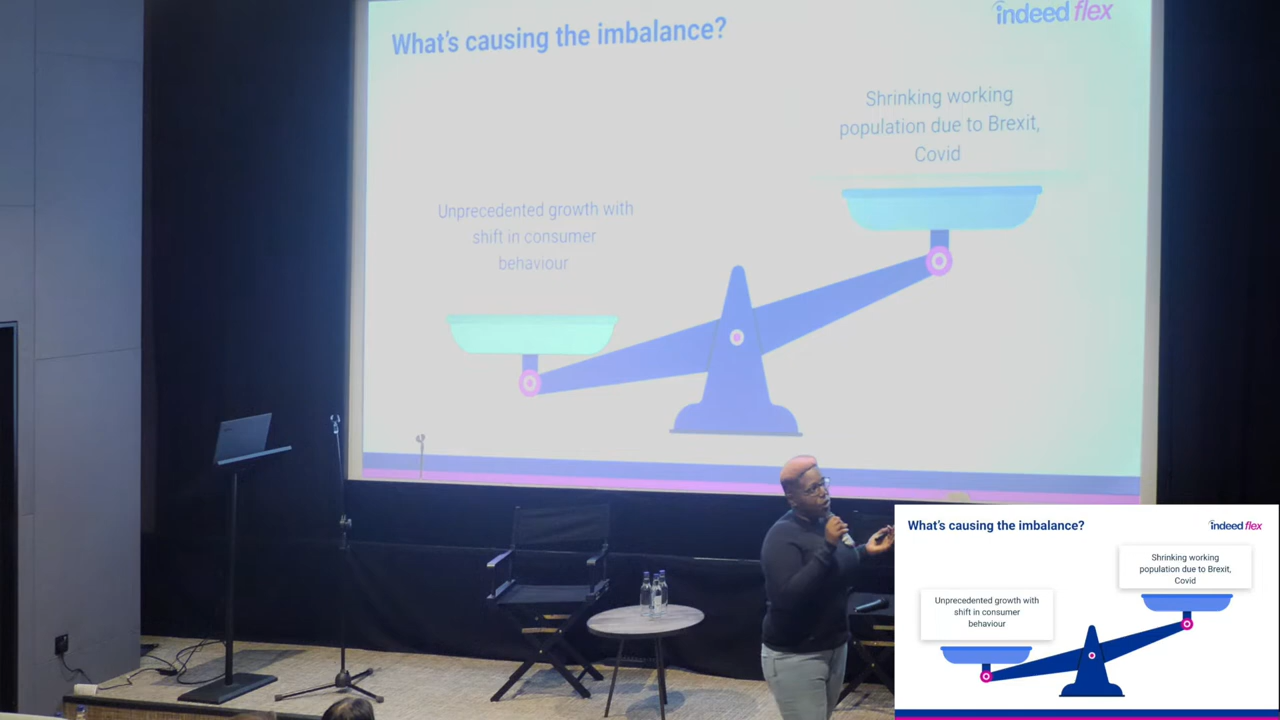 What's causing the imbalance?
indeed flex
Shrinking working
population due to Brexit,
Covid
Unprecedented growth with
shift in consumer
behaviour
What's causing the imbalance?
indeed flex
Shrinking working
population due to Brexit,
Covid
Unprecedented growth with
shift in consumer
behaviour